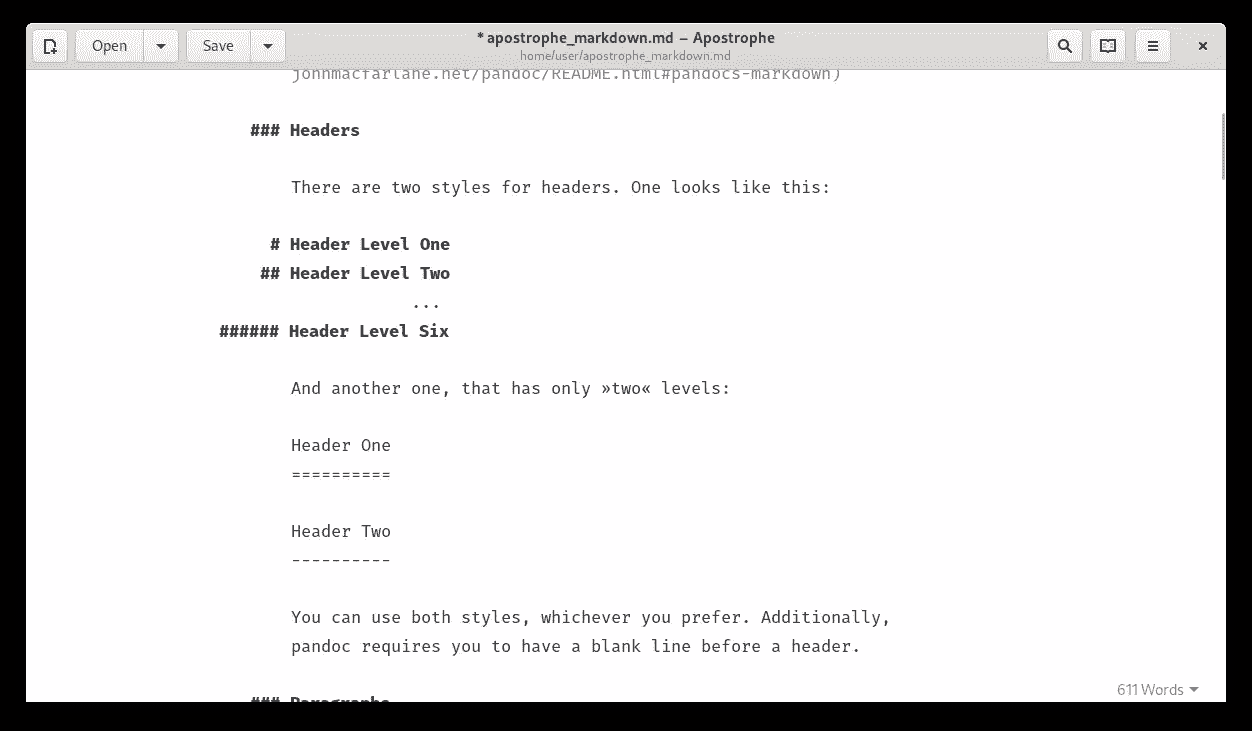 Open
Save
* apostrophe_markdown.md – Apostrophe
home/user/apostrophe_markdown.md
johnmacfarlane.net/pandoc/README.html#pandocs-markdown)
### Headers
There are two styles for headers. One looks like this:
# Header Level One
## Header Level Two
...
###### Header Level Six
And another one, that has only »two« levels:
Header One
==========
Header Two
----------
You can use both styles, whichever you prefer. Additionally,
pandoc requires you to have a blank line before a header.
### Paragraphs
611 Words